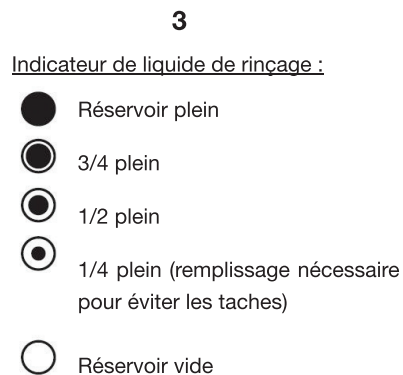 3
Indicateur de liquide de rinçage :
Réservoir plein
3/4 plein
1/2 plein
1/4 plein (remplissage nécessaire
pour éviter les taches)
Réservoir vide